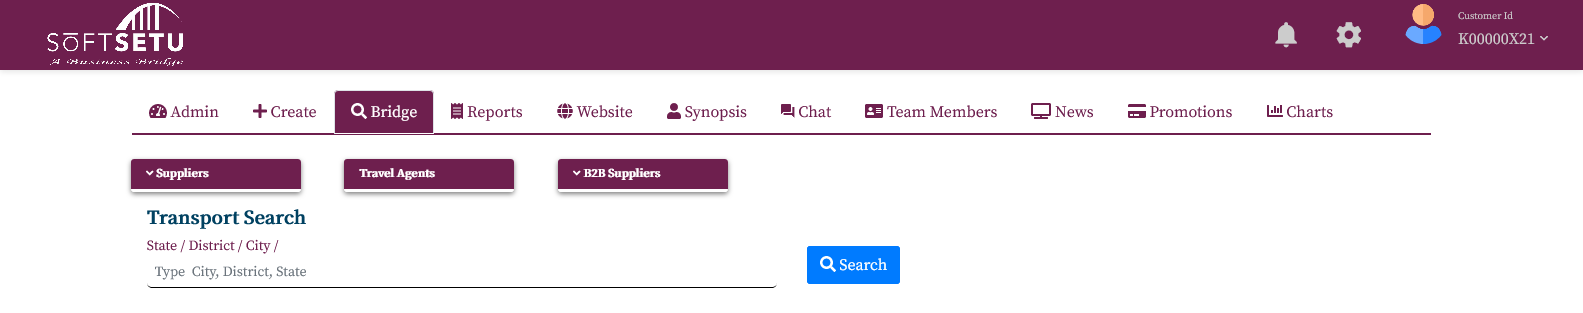 SOFTSETU
A Business Bridge
Customer Id
K00000X21
Admin Create Bridge Reports Website Synopsis Chat Team Members News Promotions Charts
Suppliers Travel Agents B2B Suppliers
Transport Search
State / District / City /
Type City, District, State
Search